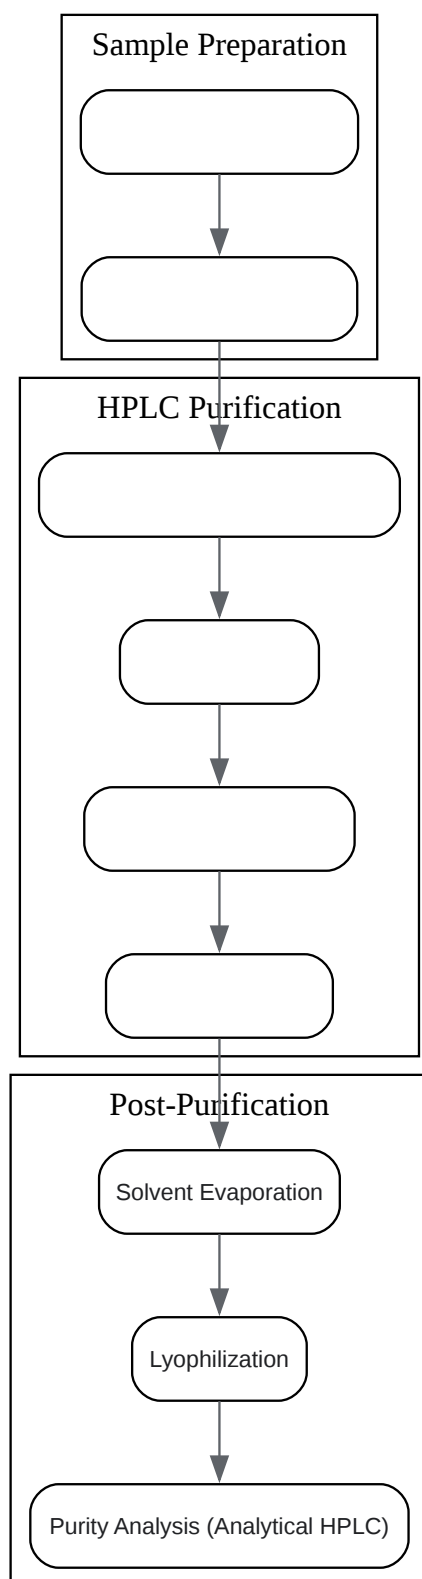 Sample Preparation
HPLC Purification
Post-Purification
Solvent Evaporation
Lyophilization
Purity Analysis (Analytical HPLC)